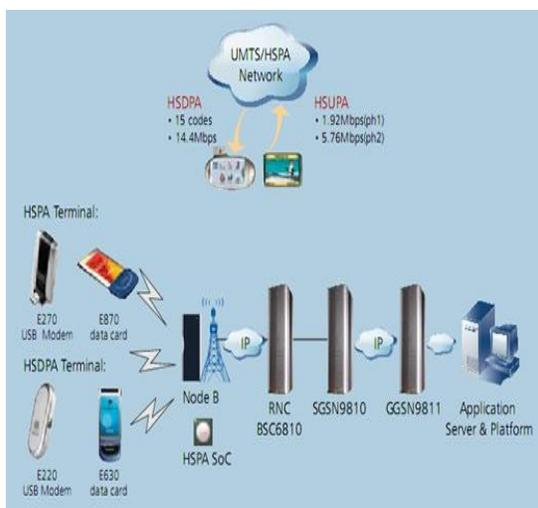 UMTS/HSPA
Network
HSDPA
• 15 codes
• 14.4Mbps
HSUPA
• 1.92Mbps(ph1)
• 5.76Mbps(ph2)
HSPA Terminal:
E270
USB Modem
E870
data card
HSDPA Terminal:
E220
USB Modem
E630
data card
Node B
HSPA SoC
IP
RNC
BSC6810
SGSN9810
IP
GGSN9811
Application
Server & Platform